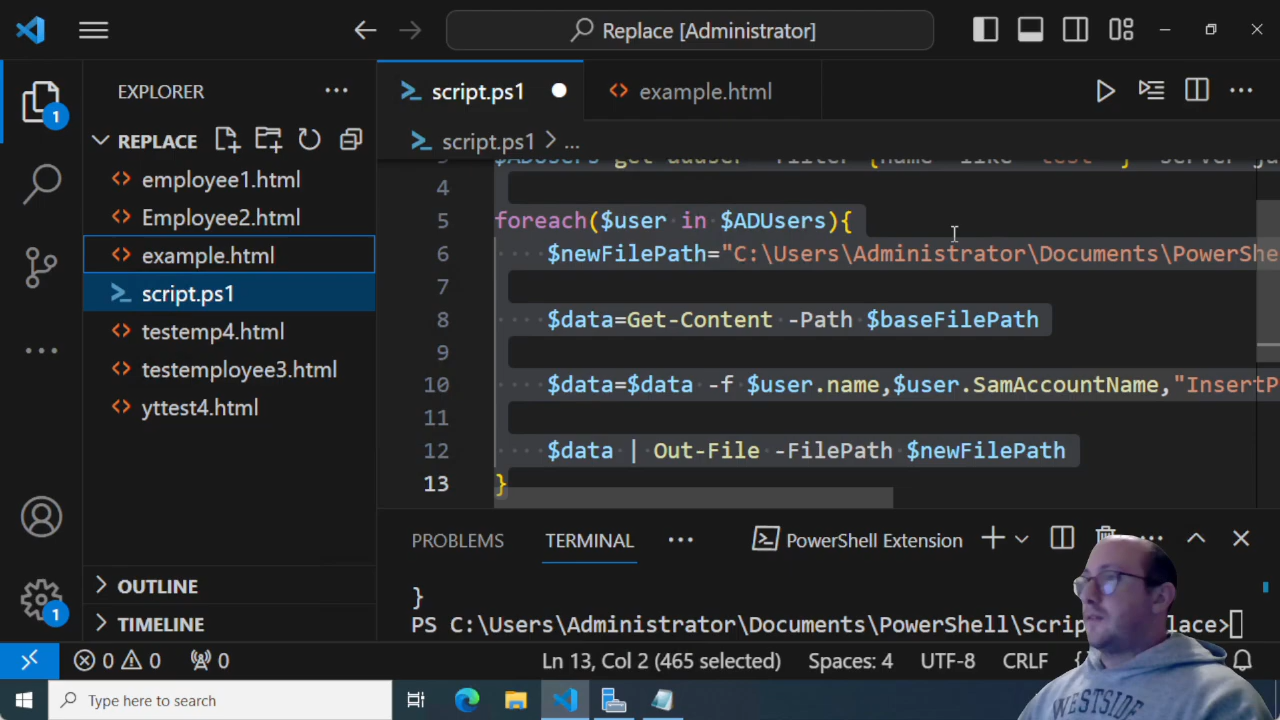 Replace [Administrator]
EXPLORER
script.ps1
example.html
REPLACE
script.ps1 > ...
employee1.html
Employee2.html
example.html
script.ps1
testemp4.html
testemployee3.html
yttest4.html
OUTLINE
TIMELINE
4
5 foreach($user in $ADUsers){
6 $newFilePath="C:\Users\Administrator\Documents\PowerShe
7
8 $data=Get-Content -Path $baseFilePath
9
10 $data=$data -f $user.name,$user.SamAccountName,"InsertP
11
12 $data | Out-File -FilePath $newFilePath
13 }
PROBLEMS
TERMINAL
PowerShell Extension
}
PS C:\Users\Administrator\Documents\PowerShell\Scrip lace>
0 0 0
Ln 13, Col 2 (465 selected)
Spaces: 4
UTF-8
CRLF
{
1
1
Type here to search
WESTSIDE